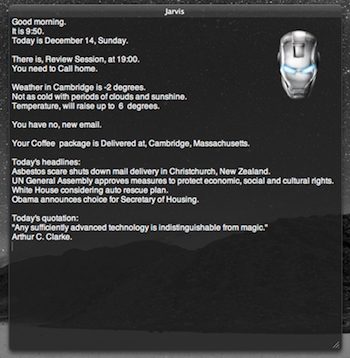 Jarvis
Good morning.
It is 9:50.
Today is December 14, Sunday.
There is, Review Session, at 19:00.
You need to Call home.
Weather in Cambridge is -2 degrees.
Not as cold with periods of clouds and sunshine.
Temperature, will raise up to  6  degrees.
You have no, new email.
Your Coffee  package is Delivered at, Cambridge, Massachusetts.
Today's headlines:
Asbestos scare shuts down mail delivery in Christchurch, New Zealand.
UN General Assembly approves measures to protect economic, social and cultural rights.
White House considering auto rescue plan.
Obama announces choice for Secretary of Housing.
Today's quotation:
"Any sufficiently advanced technology is indistinguishable from magic."
Arthur C. Clarke.